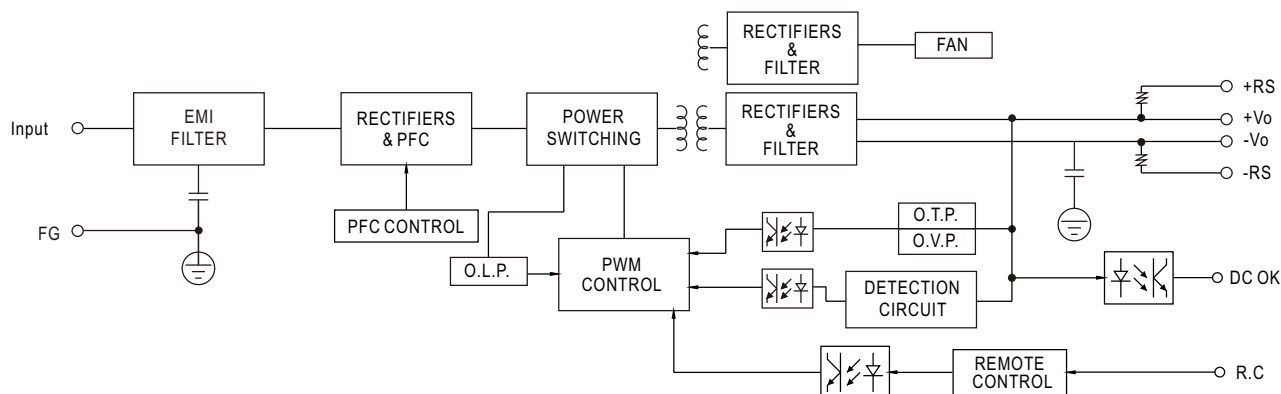 RECTIFIERS
&
FILTER
FAN
EMI
FILTER
RECTIFIERS
& PFC
POWER
SWITCHING
RECTIFIERS
&
FILTER
+RS
+Vo
-Vo
-RS
Input
FG
PFC CONTROL
O.L.P.
PWM
CONTROL
O.T.P.
O.V.P.
DETECTION
CIRCUIT
DC OK
REMOTE
CONTROL
R.C